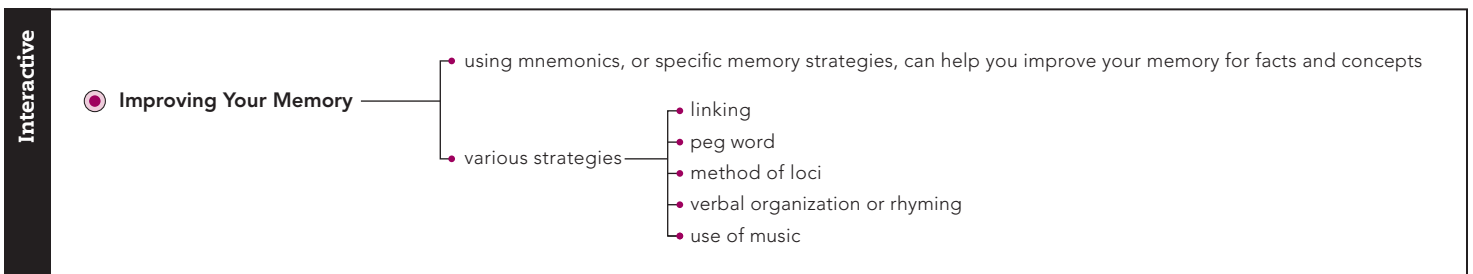 Interactive
Improving Your Memory
using mnemonics, or specific memory strategies, can help you improve your memory for facts and concepts
various strategies
linking
peg word
method of loci
verbal organization or rhyming
use of music